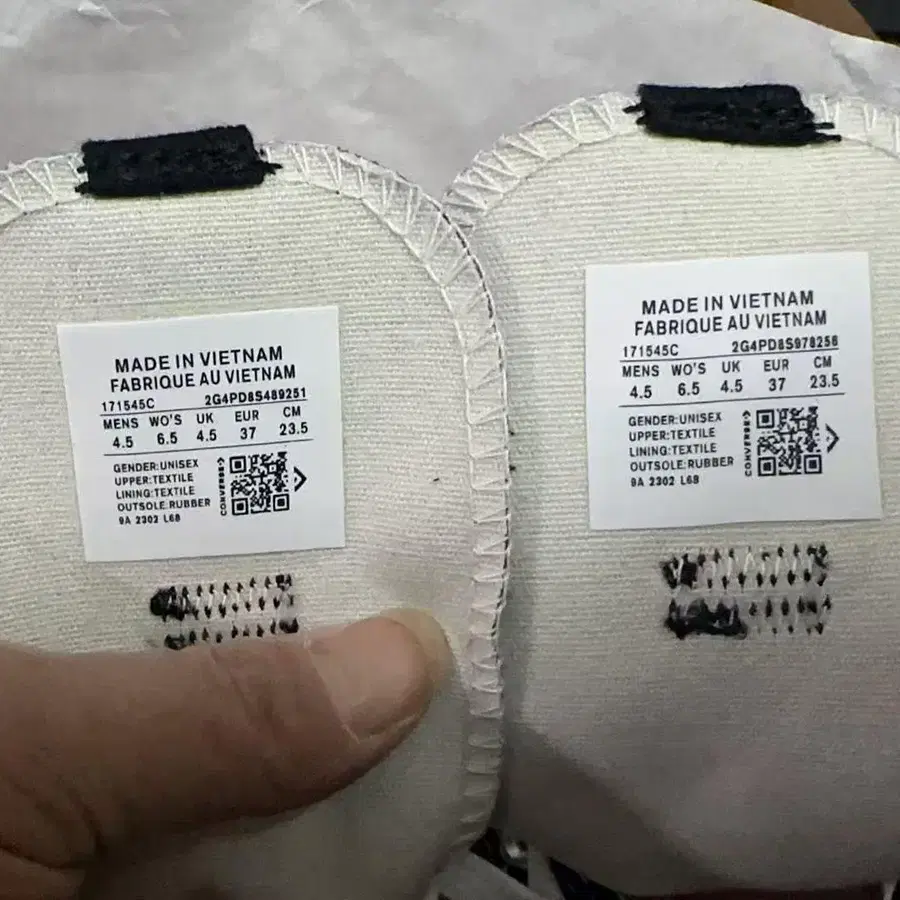 MADE IN VIETNAM
FABRIQUE AU VIETNAM
171545C 2G4PD8S489251
MENS WO'S UK EUR CM
4.5 6.5 4.5 37 23.5
GENDER:UNISEX
UPPER:TEXTILE
LINING:TEXTILE
OUTSOLE:RUBBER
9A 2302 L68
CONVERSE
MADE IN VIETNAM
FABRIQUE AU VIETNAM
171545C 2G4PD8S978256
MENS WO'S UK EUR CM
4.5 6.5 4.5 37 23.5
GENDER:UNISEX
UPPER:TEXTILE
LINING:TEXTILE
OUTSOLE:RUBBER
9A 2302 L68
CONVERSE